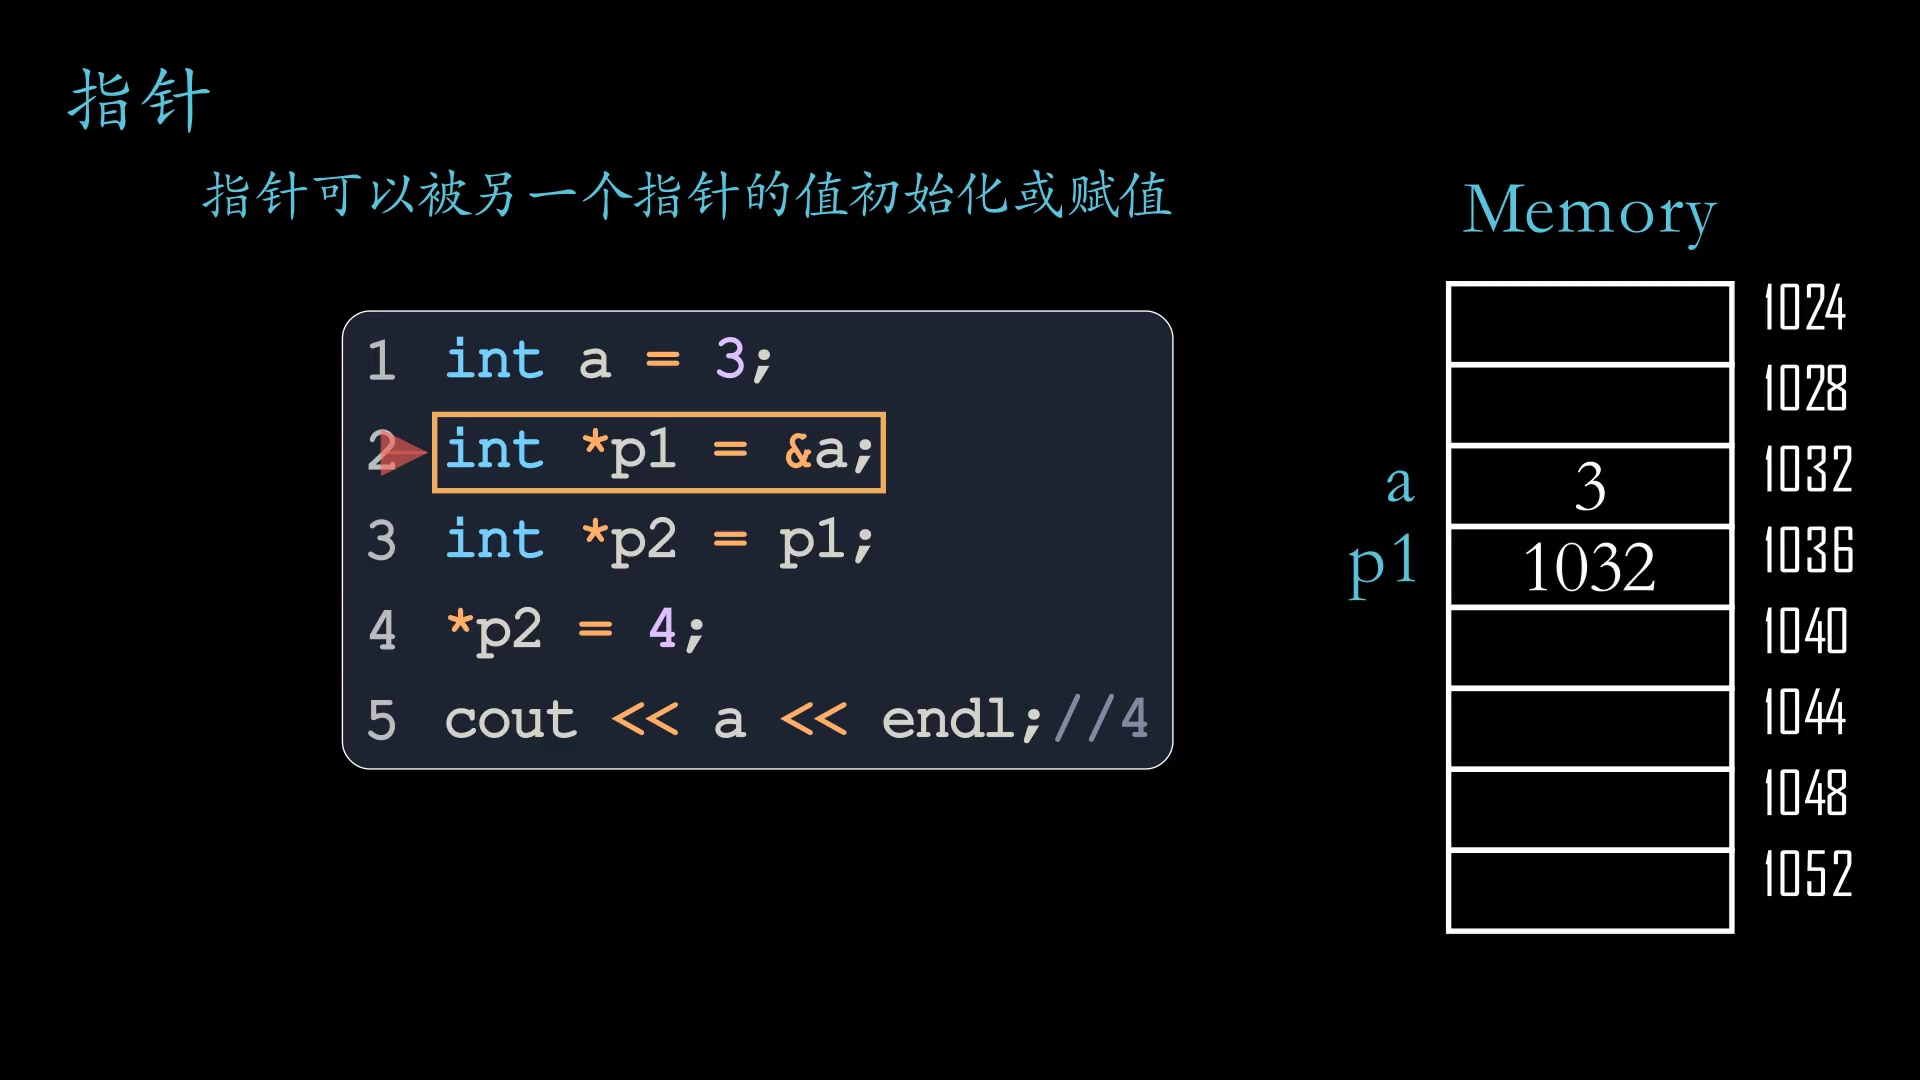 指针
指针可以被另一个指针的值初始化或赋值
1 int a = 3;
2 int *p1 = &a;
3 int *p2 = p1;
4 *p2 = 4;
5 cout << a << endl;//4
Memory
1024
1028
a 3 1032
p1 1032 1036
1040
1044
1048
1052